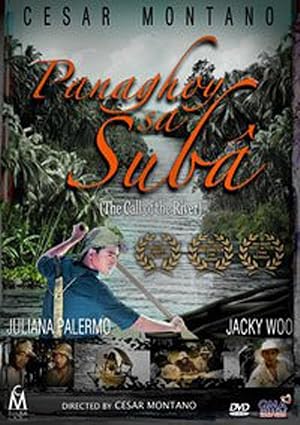 CESAR MONTANO
Panaghoy
sa
Subâ
(The Call of the River)
JULIANA PALERMO
JACKY WOO
DIRECTED BY CESAR MONTANO
DVD